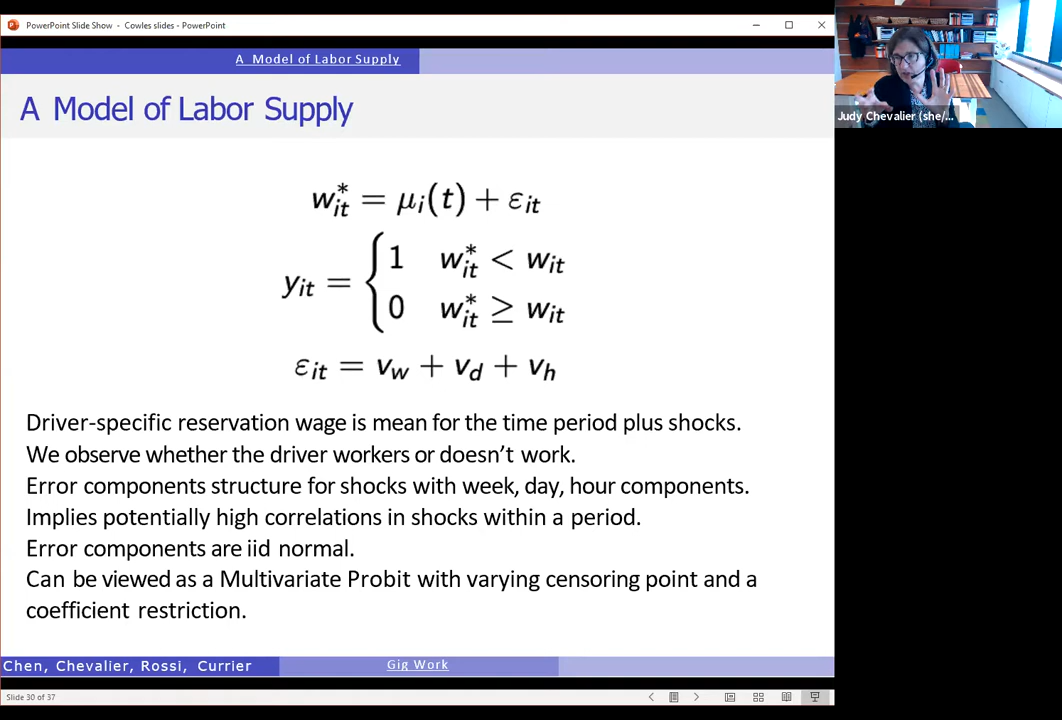 PowerPoint Slide Show - Cowles slides - PowerPoint
A Model of Labor Supply
A Model of Labor Supply
w*it = μi(t) + εit
yit = { 1 w*it < wit
0 w*it ≥ wit
εit = vw + vd + vh
Driver-specific reservation wage is mean for the time period plus shocks.
We observe whether the driver workers or doesn't work.
Error components structure for shocks with week, day, hour components.
Implies potentially high correlations in shocks within a period.
Error components are iid normal.
Can be viewed as a Multivariate Probit with varying censoring point and a
coefficient restriction.
Chen, Chevalier, Rossi, Currier
Gig Work
Slide 30 of 37
Judy Chevalier (she/...